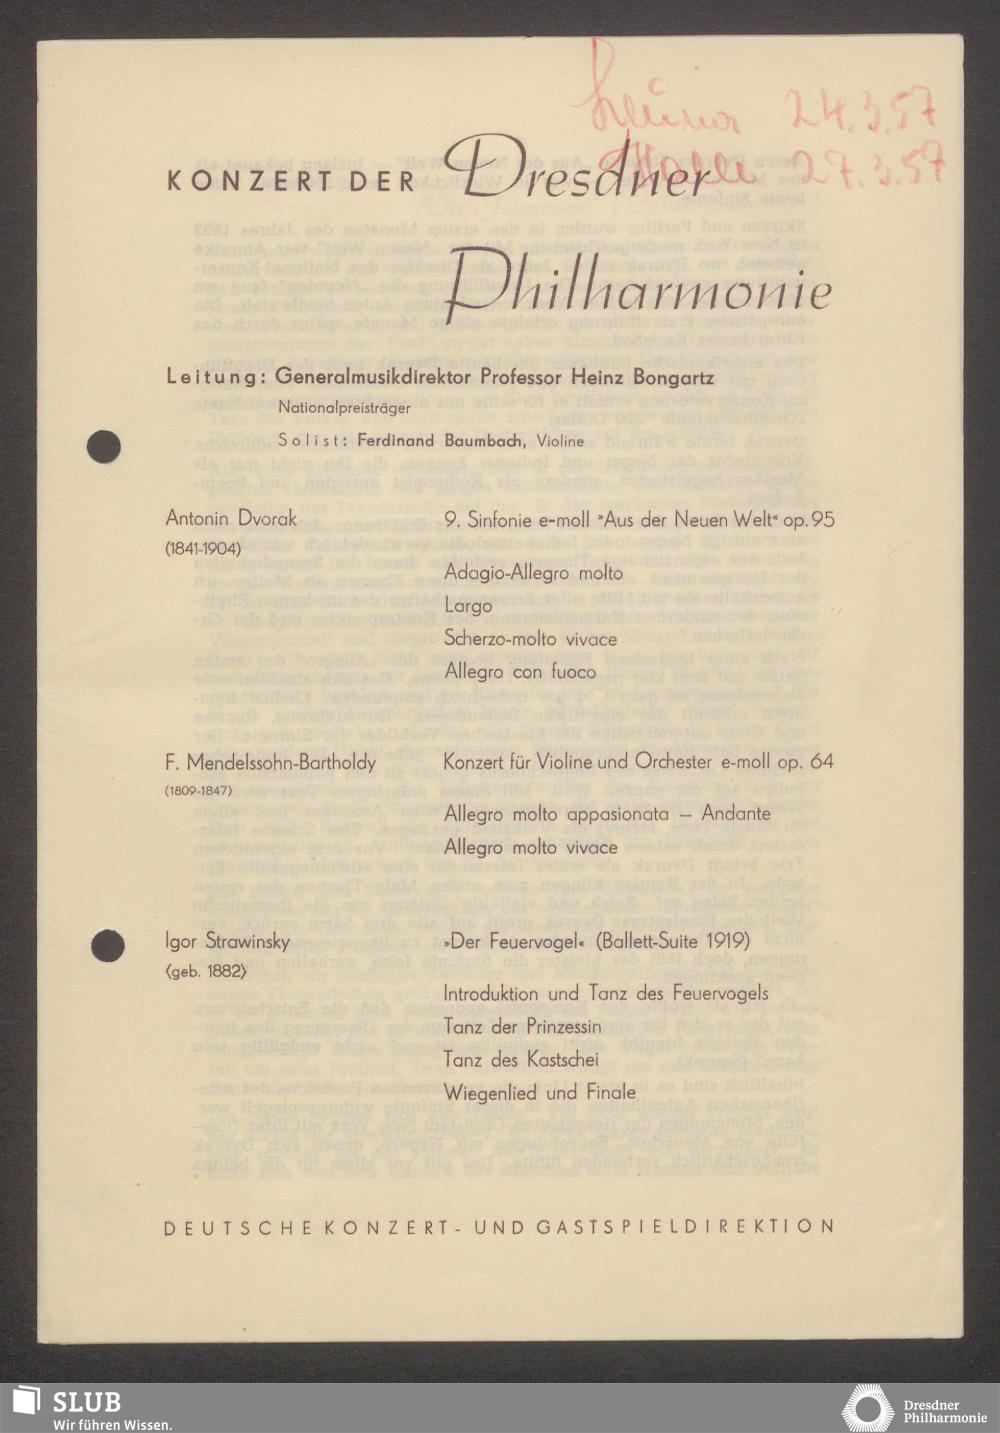 Leuna 24.3.57
Halle 27.3.57
KONZERT DER Dresdner
Philharmonie
Leitung: Generalmusikdirektor Professor Heinz Bongartz
Nationalpreisträger
Solist: Ferdinand Baumbach, Violine
Antonin Dvorak 9. Sinfonie e-moll »Aus der Neuen Welt« op. 95
(1841-1904)
Adagio-Allegro molto
Largo
Scherzo-molto vivace
Allegro con fuoco
F. Mendelssohn-Bartholdy Konzert für Violine und Orchester e-moll op. 64
(1809-1847)
Allegro molto appasionata – Andante
Allegro molto vivace
Igor Strawinsky »Der Feuervogel« (Ballett-Suite 1919)
(geb. 1882)
Introduktion und Tanz des Feuervogels
Tanz der Prinzessin
Tanz des Kastschei
Wiegenlied und Finale
DEUTSCHE KONZERT- UND GASTSPIELDIREKTION
SLUB
Wir führen Wissen.
Dresdner
Philharmonie